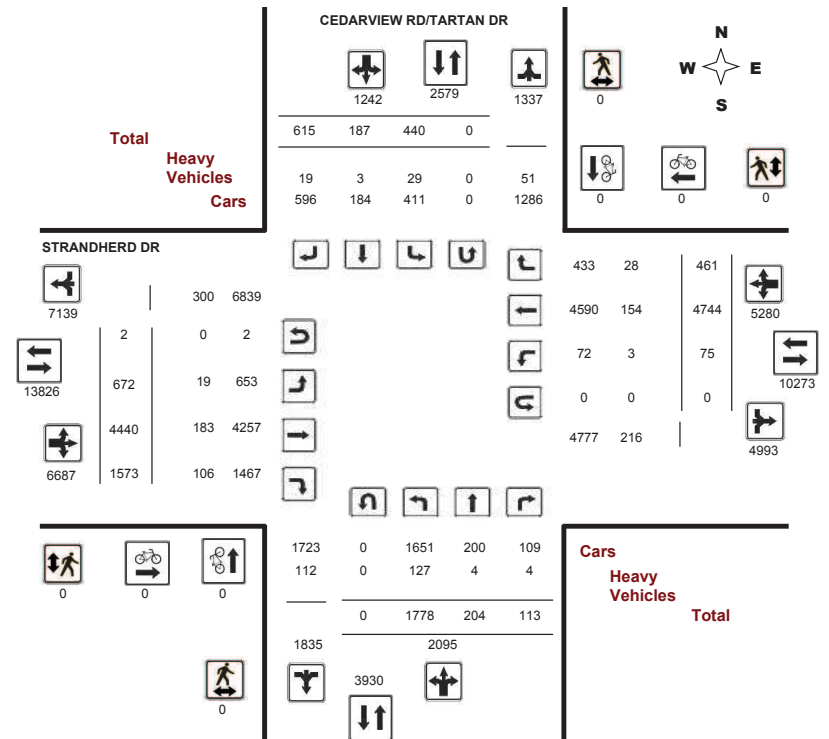 CEDARVIEW RD/TARTAN DR
N
W E
S
1242 2579 1337 0
615 187 440 0
Total
Heavy
Vehicles 19 3 29 0 51
Cars 596 184 411 0 1286
0 0 0
STRANDHERD DR
433 28 461
7139 300 6839
4590 154 4744 5280
2 0 2
72 3 75
13826 672 19 653
10273
0 0 0
4440 183 4257
4777 216 4993
6687 1573 106 1467
1723 0 1651 200 109
Cars
112 0 127 4 4
Heavy
Vehicles
0 0 0
0 1778 204 113
Total
1835 2095
3930
0